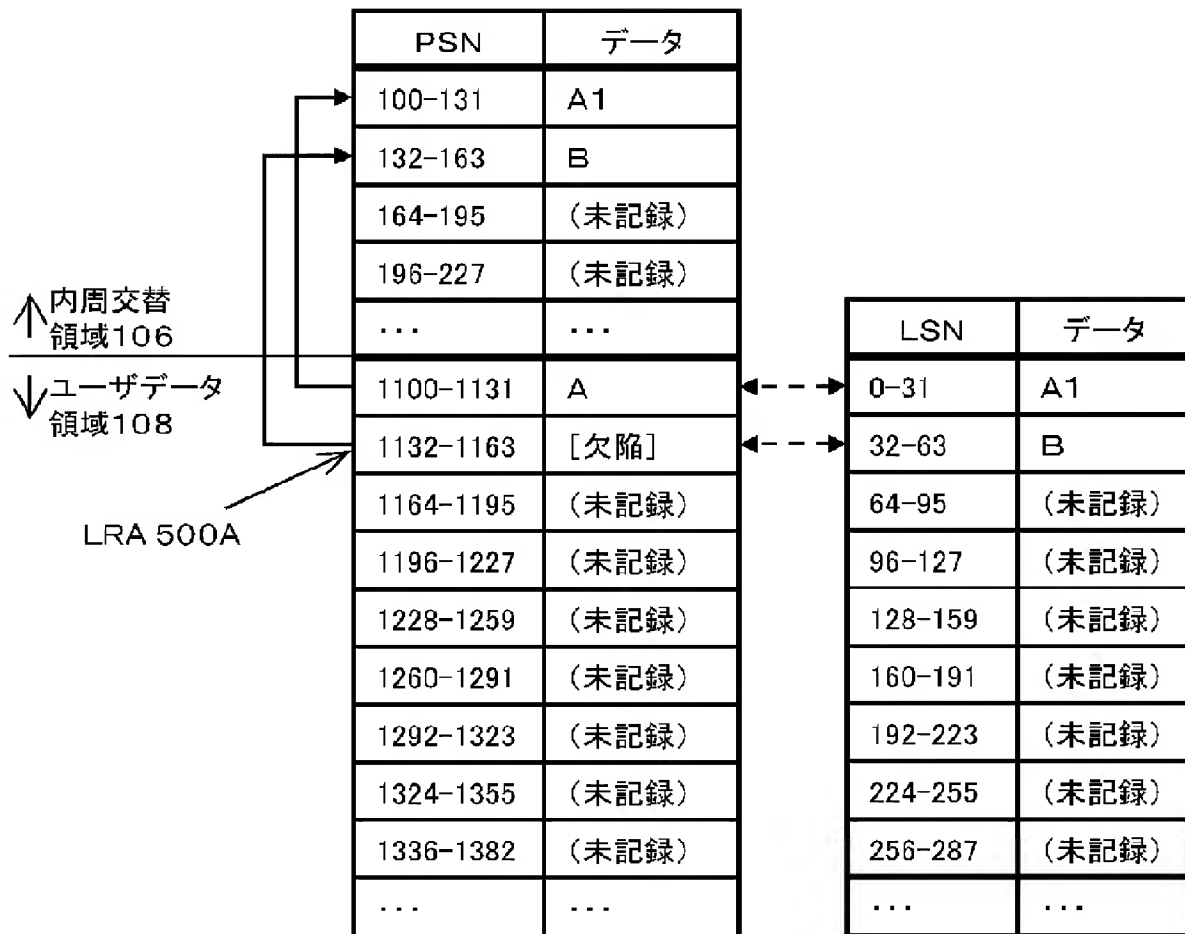 PSN データ
100-131 A1
132-163 B
164-195 (未記録)
196-227 (未記録)
... ...
内周交替
領域106
ユーザデータ
領域108
1100-1131 A
1132-1163 [欠陥]
LRA 500A
1164-1195 (未記録)
1196-1227 (未記録)
1228-1259 (未記録)
1260-1291 (未記録)
1292-1323 (未記録)
1324-1355 (未記録)
1336-1382 (未記録)
... ...
LSN データ
0-31 A1
32-63 B
64-95 (未記録)
96-127 (未記録)
128-159 (未記録)
160-191 (未記録)
192-223 (未記録)
224-255 (未記録)
256-287 (未記録)
... ...